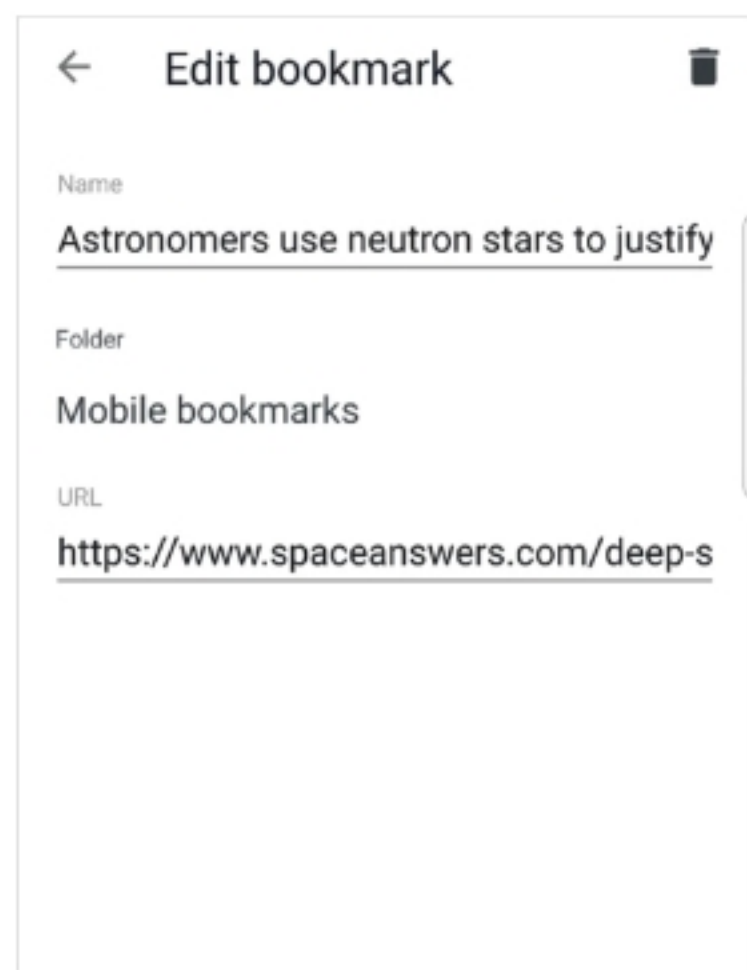 Edit bookmark
Name
Astronomers use neutron stars to justify
Folder
Mobile bookmarks
URL
https://www.spaceanswers.com/deep-s